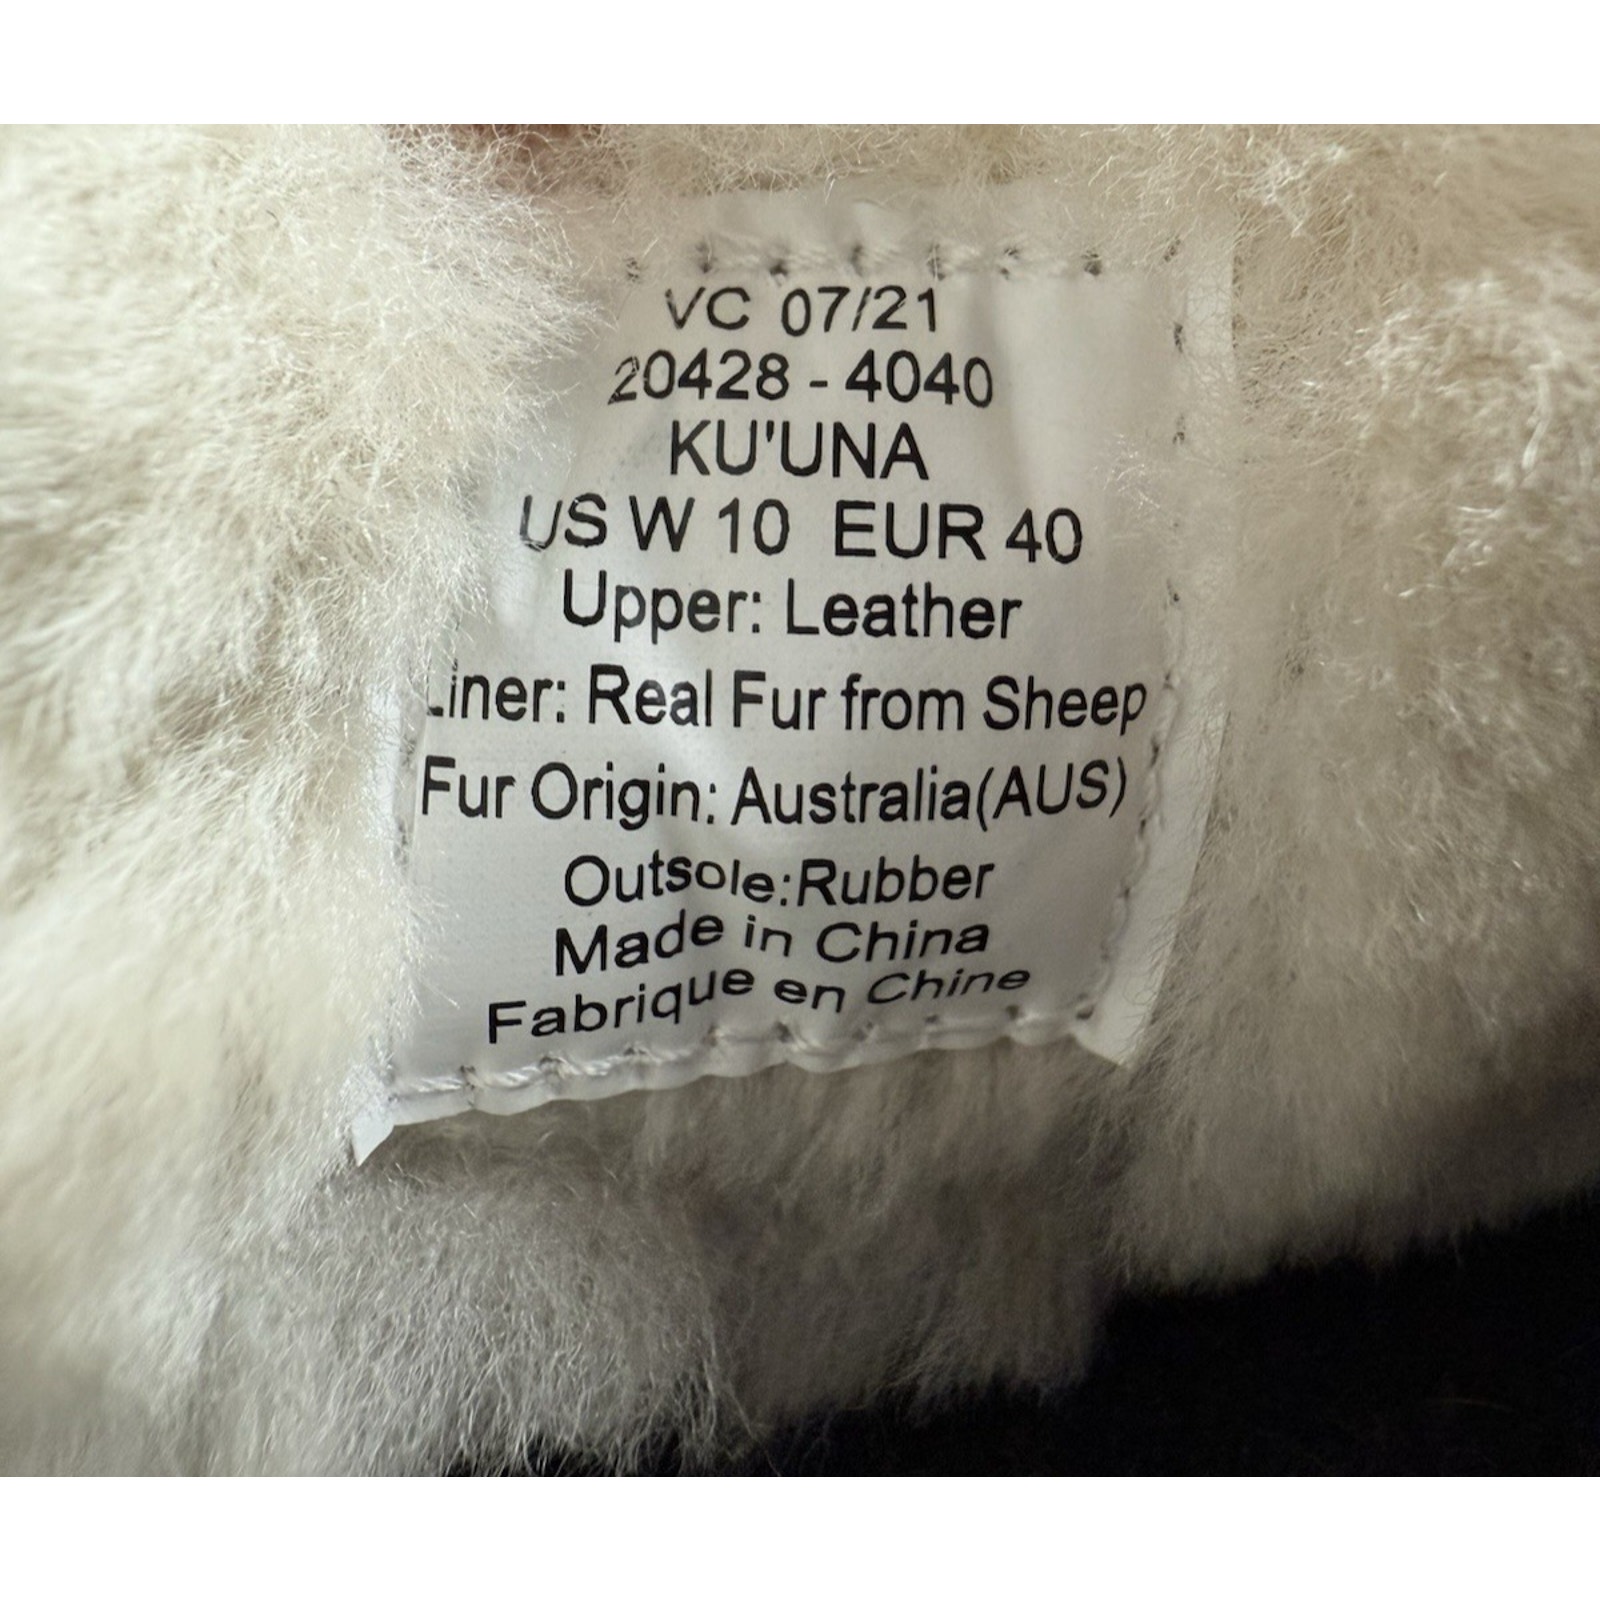 VC 07/21
20428 - 4040
KU'UNA
US W 10 EUR 40
Upper: Leather
Liner: Real Fur from Sheep
Fur Origin: Australia(AUS)
Outsole:Rubber
Made in China
Fabrique en Chine